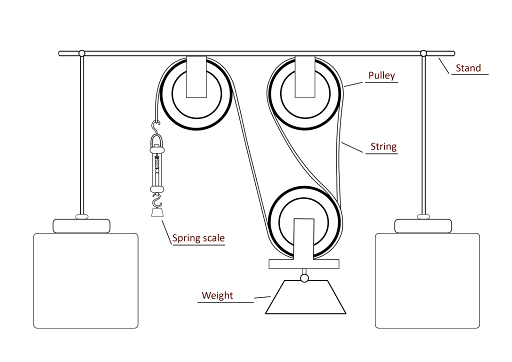 Stand
Pulley
String
Spring scale
Weight